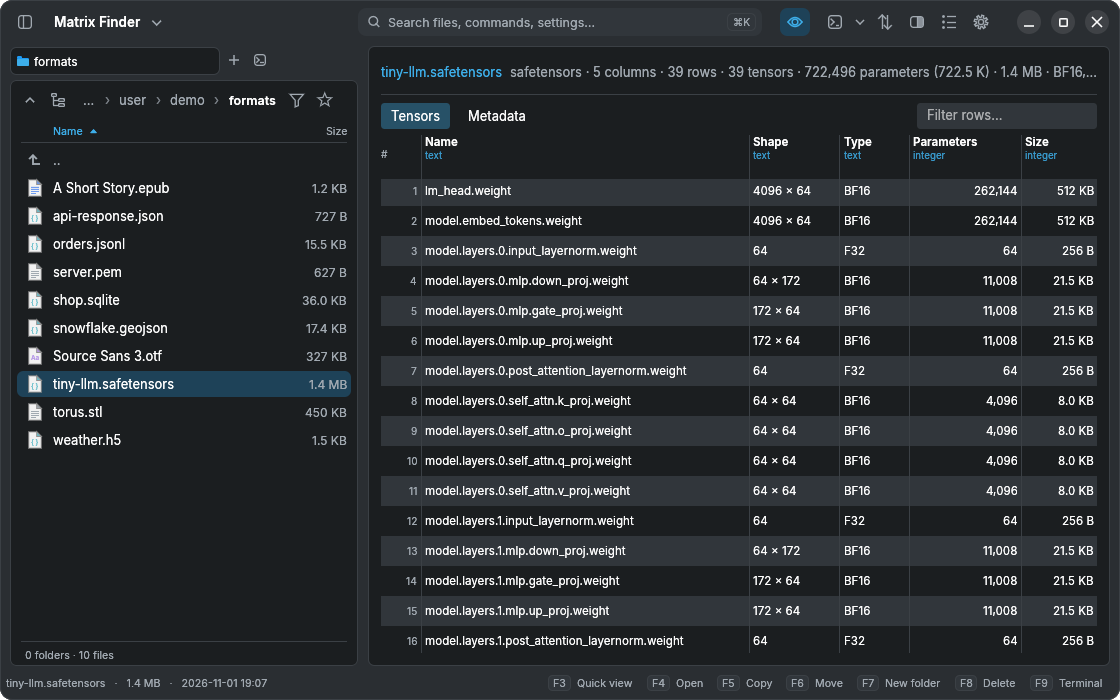 Matrix Finder
Search files, commands, settings... ⌘K
formats
... › user › demo › formats
Name Size
..
A Short Story.epub 1.2 KB
api-response.json 727 B
orders.jsonl 15.5 KB
server.pem 627 B
shop.sqlite 36.0 KB
snowflake.geojson 17.4 KB
Source Sans 3.otf 327 KB
tiny-llm.safetensors 1.4 MB
torus.stl 450 KB
weather.h5 1.5 KB
0 folders · 10 files
tiny-llm.safetensors safetensors · 5 columns · 39 rows · 39 tensors · 722,496 parameters (722.5 K) · 1.4 MB · BF16,...
Tensors Metadata Filter rows...
# Name Shape Type Parameters Size
text text text integer integer
1 lm_head.weight 4096 × 64 BF16 262,144 512 KB
2 model.embed_tokens.weight 4096 × 64 BF16 262,144 512 KB
3 model.layers.0.input_layernorm.weight 64 F32 64 256 B
4 model.layers.0.mlp.down_proj.weight 64 × 172 BF16 11,008 21.5 KB
5 model.layers.0.mlp.gate_proj.weight 172 × 64 BF16 11,008 21.5 KB
6 model.layers.0.mlp.up_proj.weight 172 × 64 BF16 11,008 21.5 KB
7 model.layers.0.post_attention_layernorm.weight 64 F32 64 256 B
8 model.layers.0.self_attn.k_proj.weight 64 × 64 BF16 4,096 8.0 KB
9 model.layers.0.self_attn.o_proj.weight 64 × 64 BF16 4,096 8.0 KB
10 model.layers.0.self_attn.q_proj.weight 64 × 64 BF16 4,096 8.0 KB
11 model.layers.0.self_attn.v_proj.weight 64 × 64 BF16 4,096 8.0 KB
12 model.layers.1.input_layernorm.weight 64 F32 64 256 B
13 model.layers.1.mlp.down_proj.weight 64 × 172 BF16 11,008 21.5 KB
14 model.layers.1.mlp.gate_proj.weight 172 × 64 BF16 11,008 21.5 KB
15 model.layers.1.mlp.up_proj.weight 172 × 64 BF16 11,008 21.5 KB
16 model.layers.1.post_attention_layernorm.weight 64 F32 64 256 B
tiny-llm.safetensors · 1.4 MB · 2026-11-01 19:07 F3 Quick view F4 Open F5 Copy F6 Move F7 New folder F8 Delete F9 Terminal